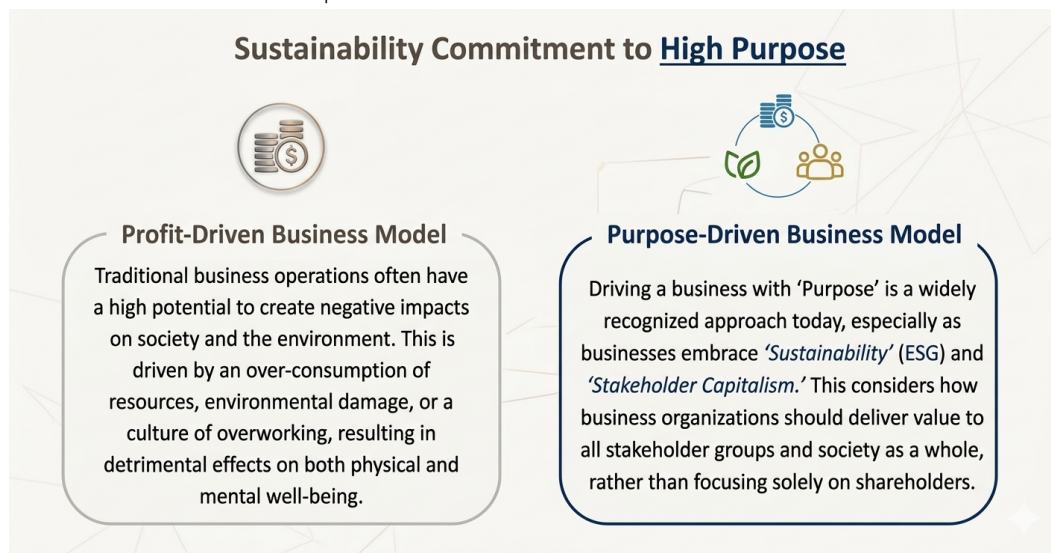 Sustainability Commitment to High Purpose
Profit-Driven Business Model
Traditional business operations often have
a high potential to create negative impacts
on society and the environment. This is
driven by an over-consumption of
resources, environmental damage, or a
culture of overworking, resulting in
detrimental effects on both physical and
mental well-being.
Purpose-Driven Business Model
Driving a business with ‘Purpose’ is a widely
recognized approach today, especially as
businesses embrace ‘Sustainability’ (ESG) and
‘Stakeholder Capitalism.’ This considers how
business organizations should deliver value to
all stakeholder groups and society as a whole,
rather than focusing solely on shareholders.